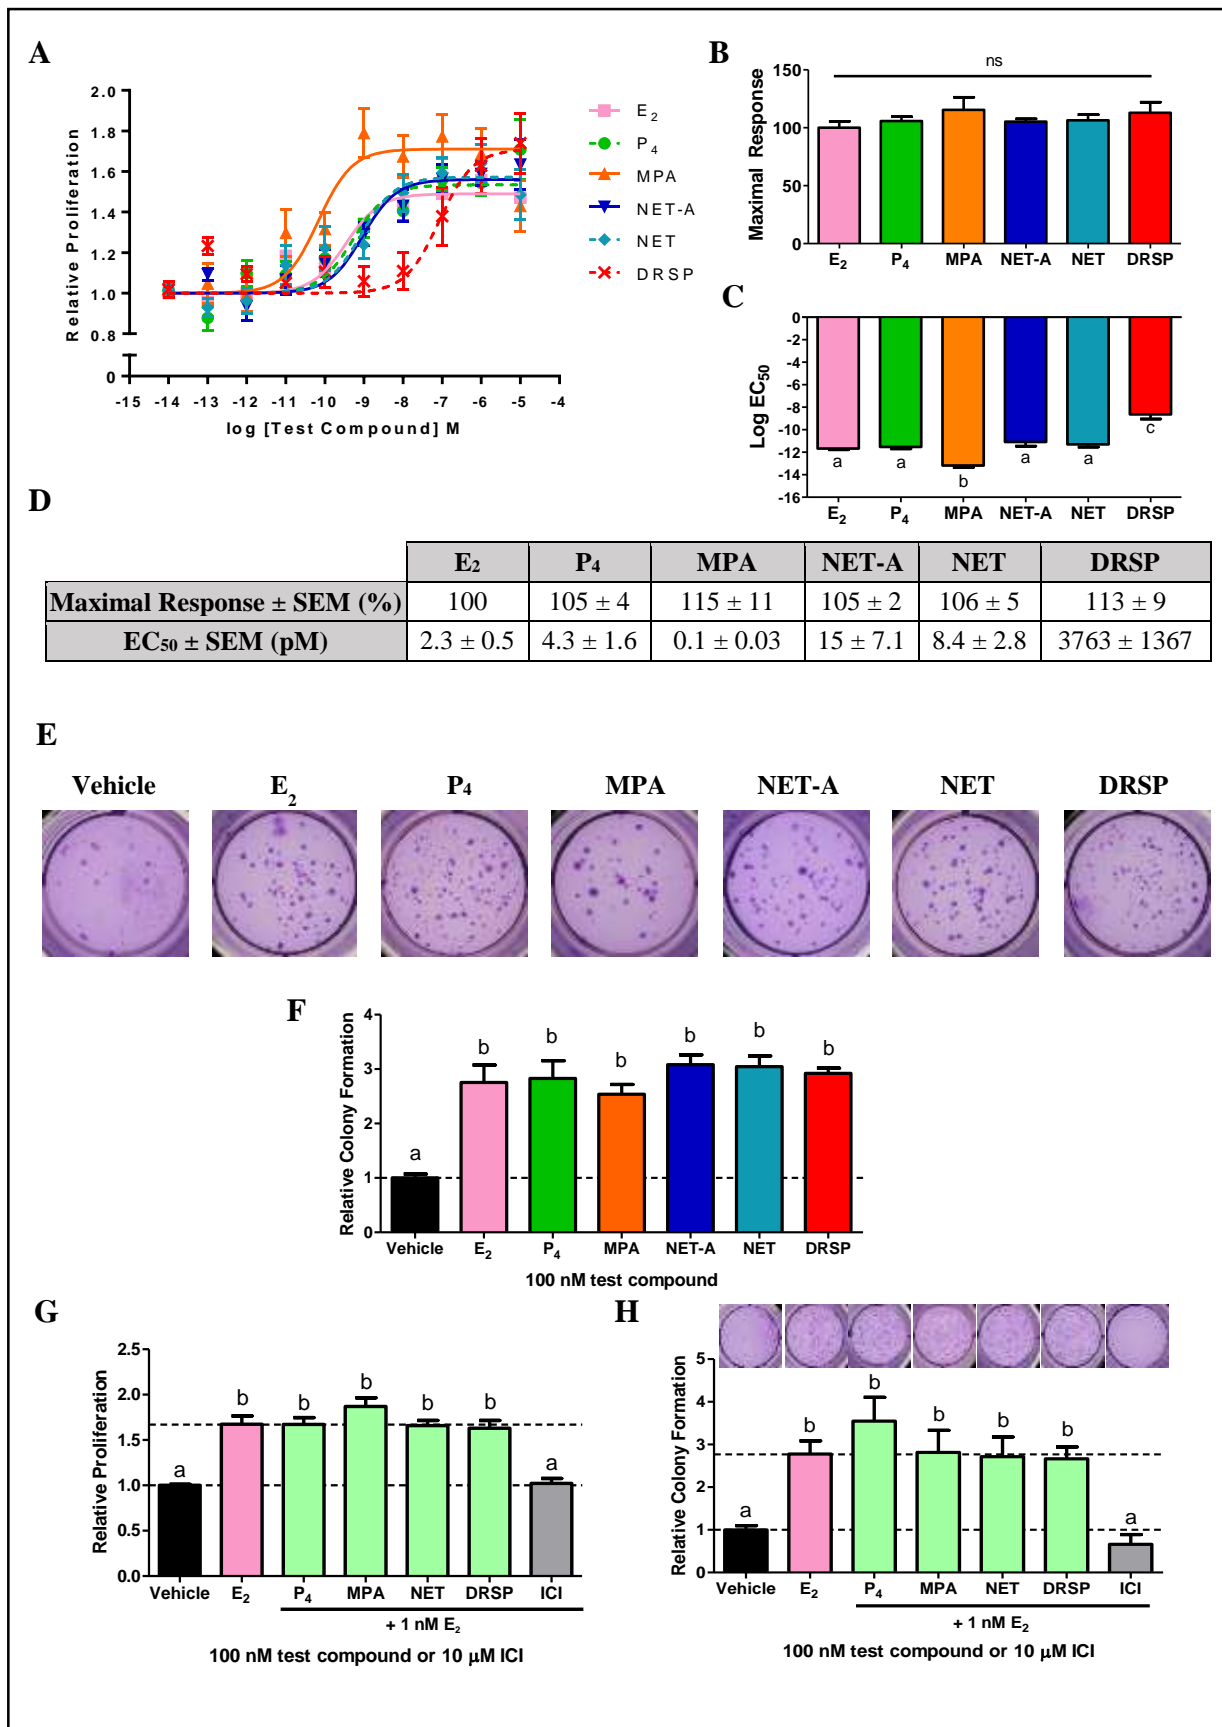 A
2.0
1.8
1.6
1.4
1.2
1.0
0.8
0
Relative Proliferation
-15 -14 -13 -12 -11 -10 -9 -8 -7 -6 -5 -4
log [Test Compound] M
E2
P4
MPA
NET-A
NET
DRSP
B
ns
150
100
50
0
Maximal Response
E2 P4 MPA NET-A NET DRSP
C
0
-2
-4
-6
-8
-10
-12
-14
-16
Log EC50
a a b a a c
E2 P4 MPA NET-A NET DRSP
D
E2 P4 MPA NET-A NET DRSP
Maximal Response ± SEM (%) 100 105 ± 4 115 ± 11 105 ± 2 106 ± 5 113 ± 9
EC50 ± SEM (pM) 2.3 ± 0.5 4.3 ± 1.6 0.1 ± 0.03 15 ± 7.1 8.4 ± 2.8 3763 ± 1367
E
Vehicle E2 P4 MPA NET-A NET DRSP
F
4
3
2
1
0
Relative Colony Formation
a b b b b b b
Vehicle E2 P4 MPA NET-A NET DRSP
100 nM test compound
G
2.5
2.0
1.5
1.0
0.5
0.0
Relative Proliferation
a b b b b b a
Vehicle E2 P4 MPA NET DRSP ICI
+ 1 nM E2
100 nM test compound or 10 µM ICI
H
5
4
3
2
1
0
Relative Colony Formation
a b b b b b a
Vehicle E2 P4 MPA NET DRSP ICI
+ 1 nM E2
100 nM test compound or 10 µM ICI